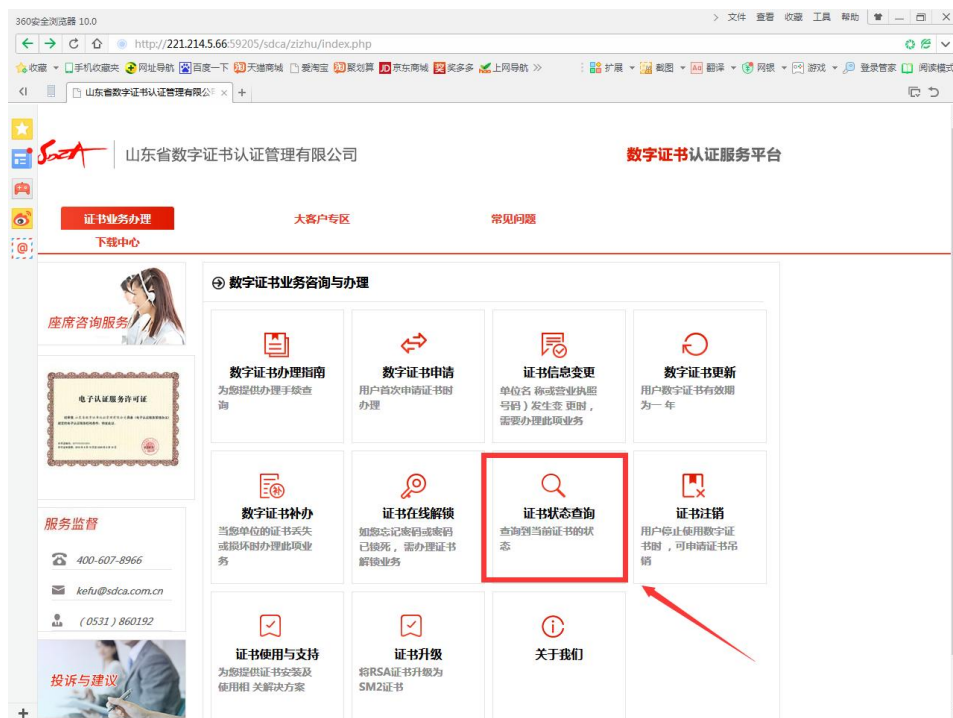 360安全浏览器 10.0
文件 查看 收藏 工具 帮助
http://221.214.5.66:59205/sdca/zizhu/index.php
收藏 手机收藏夹 网址导航 百度一下 天猫商城 爱淘宝 聚划算 京东商城 奖多多 上网导航 扩展 截图 翻译 网银 游戏 登录管家 阅读模式
山东省数字证书认证管理有限公
SDCA 山东省数字证书认证管理有限公司 数字证书认证服务平台
证书业务办理 大客户专区 常见问题
下载中心
座席咨询服务
电子认证服务许可证
服务监督
400-607-8966
kefu@sdca.com.cn
(0531) 860192
投诉与建议
数字证书业务咨询与办理
数字证书办理指南
为您提供办理手续查
询
数字证书申请
用户首次申请证书时
办理
证书信息变更
单位名 称或营业执照
号码）发生变 更时，
需要办理此项业务
数字证书更新
用户数字证书有效期
为一 年
数字证书补办
当您单位的证书丢失
或损坏时办理此项业
务
证书在线解锁
如您忘记密码或密码
已锁死， 需办理证书
解锁业务
证书状态查询
查询到当前证书的状
态
证书注销
用户停止使用数字证
书时 ，可申请证书吊
销
证书使用与支持
为您提供证书安装及
使用相 关解决方案
证书升级
将RSA证书升级为
SM2证书
关于我们